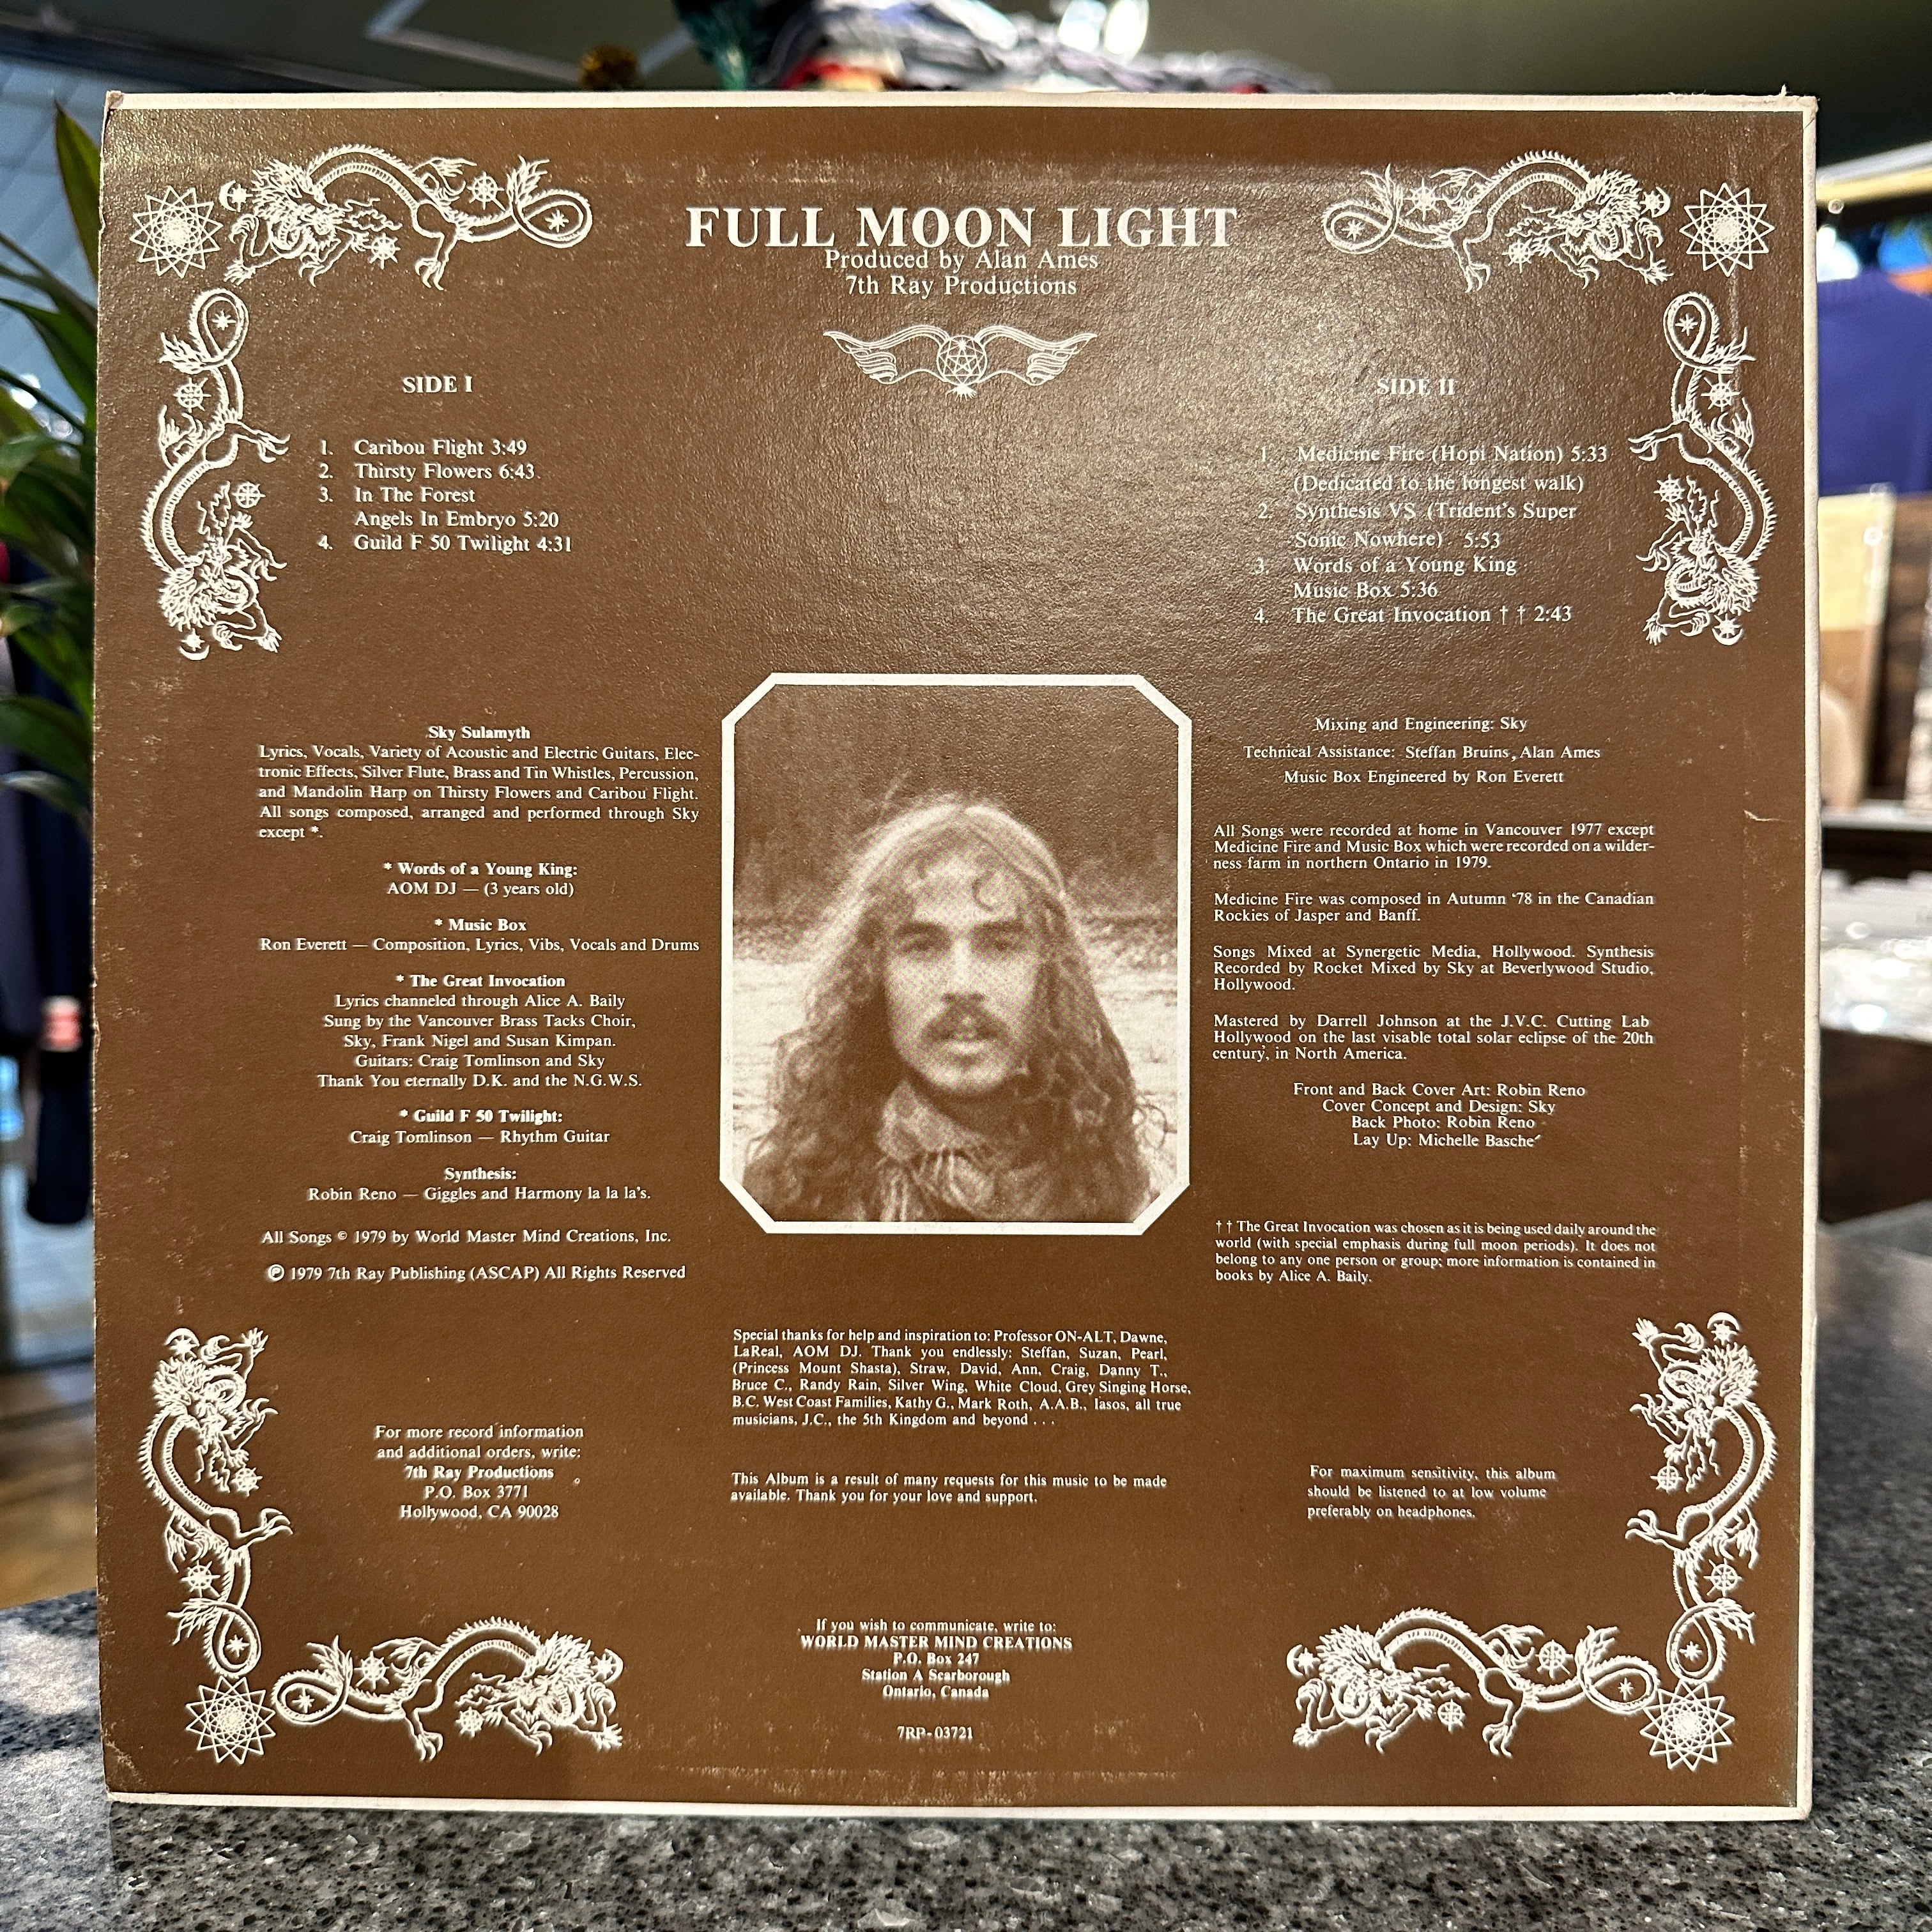 FULL MOON LIGHT
Produced by Alan Ames
7th Ray Productions
SIDE I
1. Caribou Flight 3:49
2. Thirsty Flowers 6:43
3. In The Forest
Angels In Embryo 5:20
4. Guild F 50 Twilight 4:31
SIDE II
1. Medicine Fire (Hopi Nation) 5:33
(Dedicated to the longest walk)
2. Synthesis VS (Trident's Super
Sonic Nowhere) 5:53
3. Words of a Young King
Music Box 5:36
4. The Great Invocation † † 2:43
Sky Sulamyth
Lyrics, Vocals, Variety of Acoustic and Electric Guitars, Elec-
tronic Effects, Silver Flute, Brass and Tin Whistles, Percussion,
and Mandolin Harp on Thirsty Flowers and Caribou Flight.
All songs composed, arranged and performed through Sky
except *.
* Words of a Young King:
AOM DJ — (3 years old)
* Music Box
Ron Everett — Composition, Lyrics, Vibs, Vocals and Drums
* The Great Invocation
Lyrics channeled through Alice A. Baily
Sung by the Vancouver Brass Tacks Choir,
Sky, Frank Nigel and Susan Kimpan.
Guitars: Craig Tomlinson and Sky
Thank You eternally D.K. and the N.G.W.S.
* Guild F 50 Twilight:
Craig Tomlinson — Rhythm Guitar
Synthesis:
Robin Reno — Giggles and Harmony la la la's.
All Songs © 1979 by World Master Mind Creations, Inc.
℗ 1979 7th Ray Publishing (ASCAP) All Rights Reserved
Mixing and Engineering: Sky
Technical Assistance: Steffan Bruins, Alan Ames
Music Box Engineered by Ron Everett
All Songs were recorded at home in Vancouver 1977 except
Medicine Fire and Music Box which were recorded on a wilder-
ness farm in northern Ontario in 1979.
Medicine Fire was composed in Autumn '78 in the Canadian
Rockies of Jasper and Banff.
Songs Mixed at Synergetic Media, Hollywood. Synthesis
Recorded by Rocket Mixed by Sky at Beverlywood Studio,
Hollywood.
Mastered by Darrell Johnson at the J.V.C. Cutting Lab
Hollywood on the last visable total solar eclipse of the 20th
century, in North America.
Front and Back Cover Art: Robin Reno
Cover Concept and Design: Sky
Back Photo: Robin Reno
Lay Up: Michelle Basche´
† † The Great Invocation was chosen as it is being used daily around the
world (with special emphasis during full moon periods). It does not
belong to any one person or group; more information is contained in
books by Alice A. Baily.
Special thanks for help and inspiration to: Professor ON-ALT, Dawne,
LaReal, AOM DJ. Thank you endlessly: Steffan, Suzan, Pearl,
(Princess Mount Shasta), Straw, David, Ann, Craig, Danny T.,
Bruce C., Randy Rain, Silver Wing, White Cloud, Grey Singing Horse,
B.C. West Coast Families, Kathy G., Mark Roth, A.A.B., Iasos, all true
musicians, J.C., the 5th Kingdom and beyond . . .
This Album is a result of many requests for this music to be made
available. Thank you for your love and support.
For more record information
and additional orders, write:
7th Ray Productions
P.O. Box 3771
Hollywood, CA 90028
For maximum sensitivity, this album
should be listened to at low volume
preferably on headphones.
If you wish to communicate, write to:
WORLD MASTER MIND CREATIONS
P.O. Box 247
Station A Scarborough
Ontario, Canada
7RP-03721